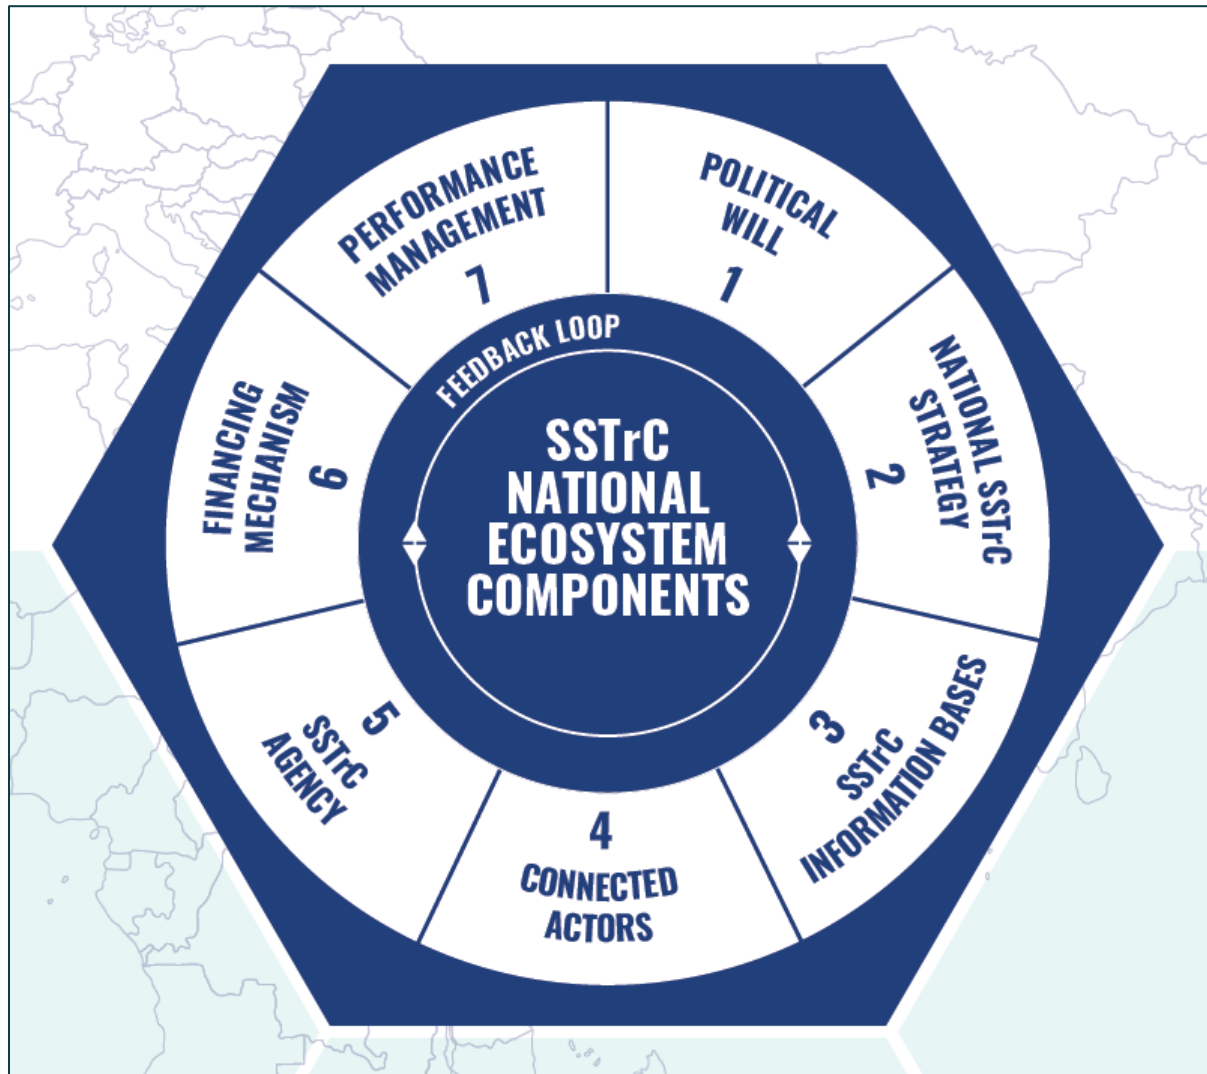 SSTrC
NATIONAL
ECOSYSTEM
COMPONENTS
FEEDBACK LOOP
POLITICAL
WILL
1
NATIONAL SSTrC
STRATEGY
2
3
SSTrC
INFORMATION BASES
4
CONNECTED
ACTORS
5
SSTrC
AGENCY
FINANCING
MECHANISM
6
PERFORMANCE
MANAGEMENT
7